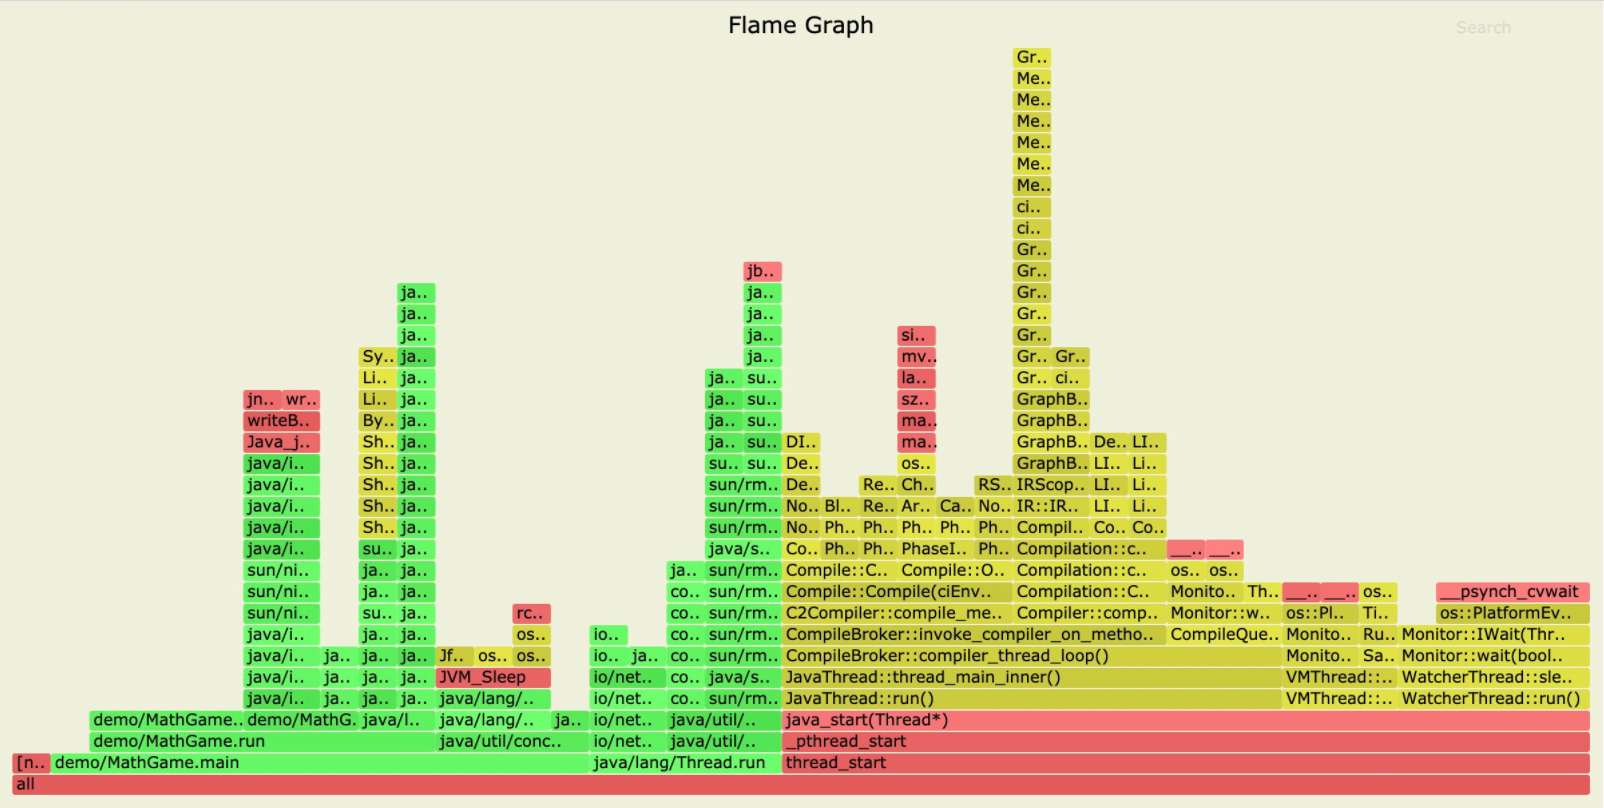 Flame Graph Search
Gr..
Me..
Me..
Me..
Me..
Me..
Me..
ci..
ci..
Gr..
jb.. Gr..
ja.. ja.. Gr..
ja.. ja.. Gr..
ja.. ja.. si.. Gr..
Sy.. ja.. ja.. mv.. Gr.. Gr..
Li.. ja.. ja.. su.. la.. Gr.. ci..
jn.. wr.. Li.. ja.. ja.. su.. sz.. GraphB..
writeB.. By.. ja.. ja.. su.. ma.. GraphB..
Java_j.. Sh.. ja.. ja.. su.. DI.. ma.. GraphB.. De.. LI..
java/i.. Sh.. ja.. su.. su.. De.. os.. GraphB.. LI.. Li..
java/i.. Sh.. ja.. sun/rm.. De.. Re.. Ch.. RS.. IRScop.. LI.. Li..
java/i.. Sh.. ja.. sun/rm.. No.. Bl.. Re.. Ar.. Ca.. No.. IR::IR.. LI.. Li..
java/i.. Sh.. ja.. sun/rm.. No.. Ph.. Ph.. Ph.. Ph.. Ph.. Compil.. Co.. Co..
java/i.. su.. ja.. java/s.. Co.. Ph.. Ph.. PhaseI.. Ph.. Compilation::c.. __.. __..
sun/ni.. ja.. ja.. ja.. sun/rm.. Compile::C.. Compile::O.. Compilation::c.. os.. os..
sun/ni.. ja.. ja.. co.. sun/rm.. Compile::Compile(ciEnv.. Compilation::C.. Monito.. Th.. __.. __.. os.. __psynch_cvwait
sun/ni.. su.. ja.. rc.. co.. sun/rm.. C2Compiler::compile_me.. Compiler::comp.. Monitor::w.. os::Pl.. Ti.. os::PlatformEv..
java/i.. ja.. ja.. os.. io.. co.. sun/rm.. CompileBroker::invoke_compiler_on_metho.. CompileQue.. Monito.. Ru.. Monitor::IWait(Thr..
java/i.. ja.. ja.. ja.. Jf.. os.. os.. io.. ja.. co.. sun/rm.. CompileBroker::compiler_thread_loop() Monito.. Sa.. Monitor::wait(bool..
java/i.. ja.. ja.. ja.. JVM_Sleep io/net.. co.. java/s.. JavaThread::thread_main_inner() VMThread::.. WatcherThread::sle..
java/i.. ja.. ja.. ja.. java/lang/.. io/net.. co.. sun/rm.. JavaThread::run() VMThread::.. WatcherThread::run()
demo/MathGame.. demo/MathG.. java/l.. java/lang/.. ja.. io/net.. java/util/.. java_start(Thread*)
demo/MathGame.run java/util/conc.. io/net.. java/util/.. _pthread_start
[n.. demo/MathGame.main java/lang/Thread.run thread_start
all